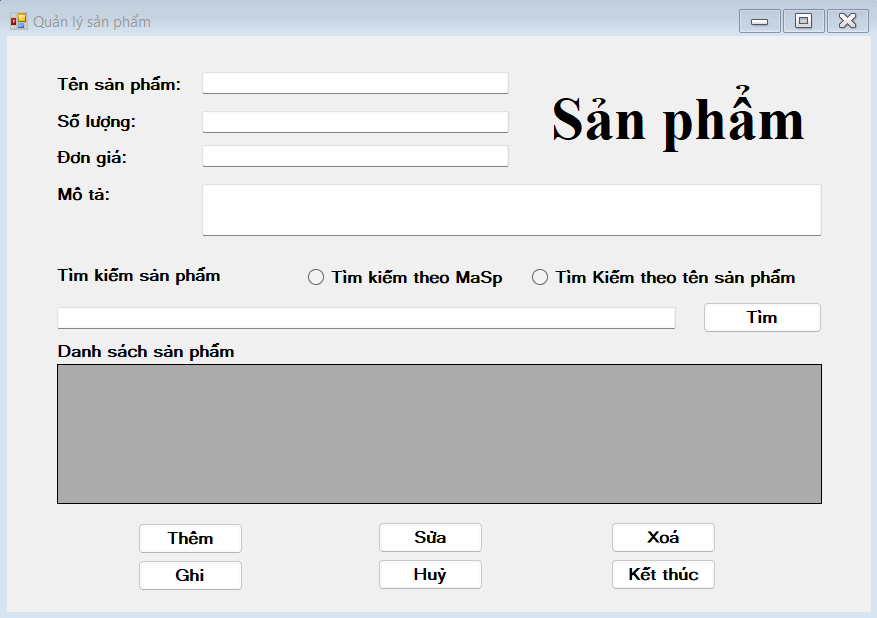 Quản lý sản phẩm
Tên sản phẩm:
Sản phẩm
Số lượng:
Đơn giá:
Mô tả:
Tìm kiếm sản phẩm
Tìm kiếm theo MaSp
Tìm Kiếm theo tên sản phẩm
Tìm
Danh sách sản phẩm
Thêm
Sửa
Xoá
Ghi
Huỷ
Kết thúc